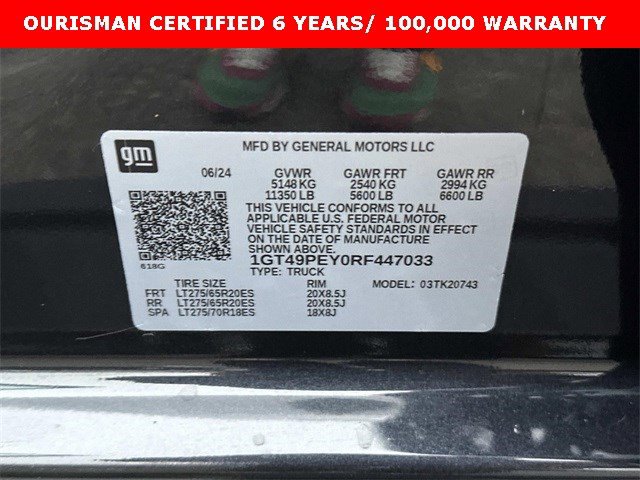 OURISMAN CERTIFIED 6 YEARS/ 100,000 WARRANTY
gm
MFD BY GENERAL MOTORS LLC
06/24 GVWR GAWR FRT GAWR RR
5148 KG 2540 KG 2994 KG
11350 LB 5600 LB 6600 LB
THIS VEHICLE CONFORMS TO ALL
APPLICABLE U.S. FEDERAL MOTOR
VEHICLE SAFETY STANDARDS IN EFFECT
ON THE DATE OF MANUFACTURE
SHOWN ABOVE.
1GT49PEY0RF447033
618G
TYPE: TRUCK
TIRE SIZE RIM MODEL: 03TK20743
FRT LT275/65R20ES 20X8.5J
RR LT275/65R20ES 20X8.5J
SPA LT275/70R18ES 18X8J